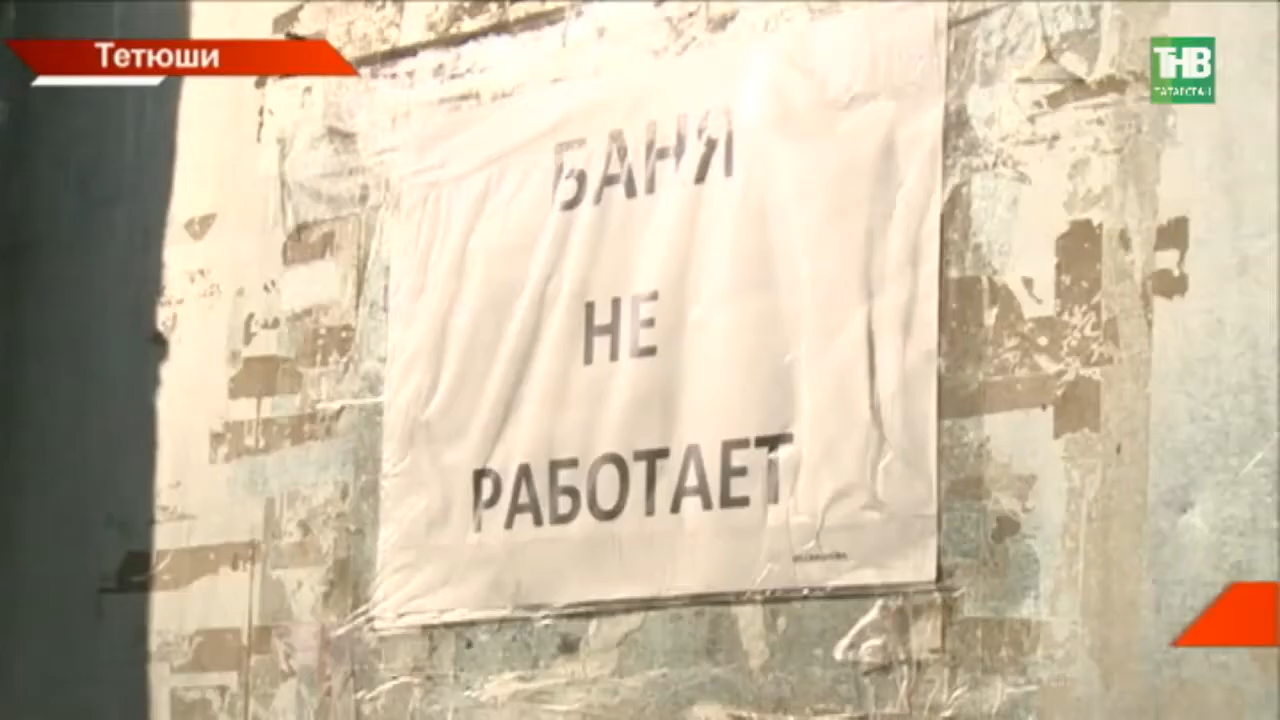 Тетюши
ТНВ
ТАТАРСТАН
БАНЯ
НЕ
РАБОТАЕТ